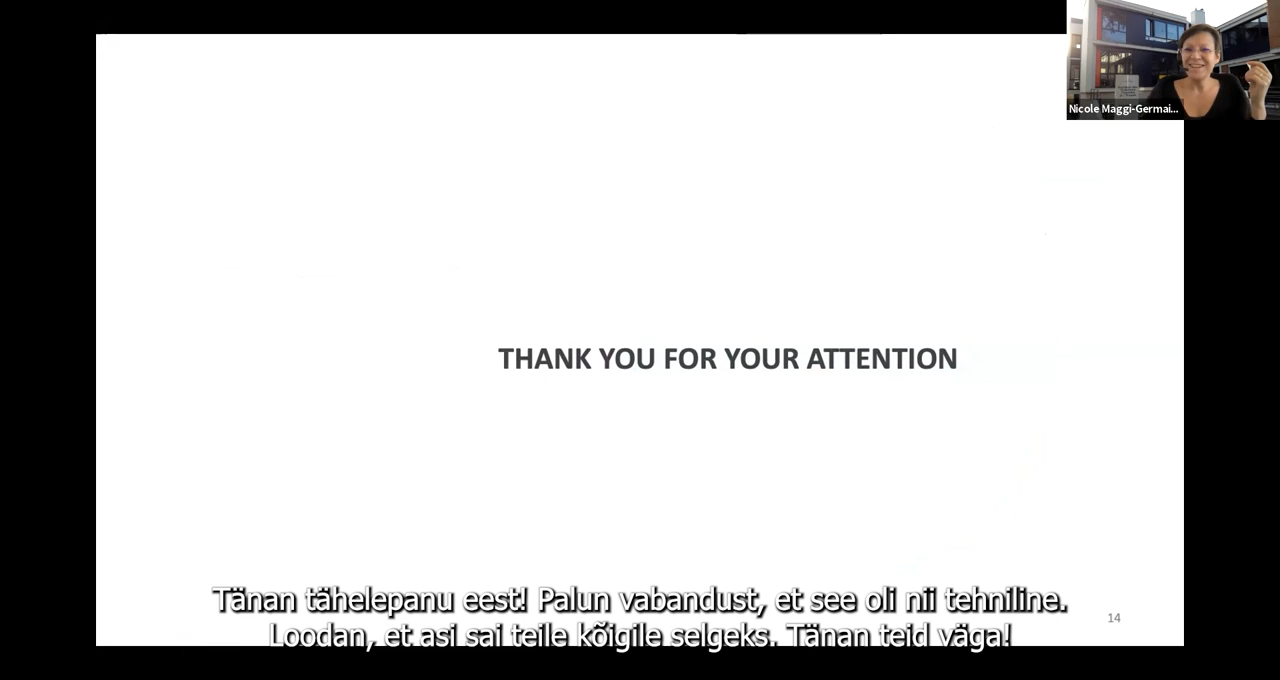 Nicole Maggi-Germai...
THANK YOU FOR YOUR ATTENTION
Tänan tähelepanu eest! Palun vabandust, et see oli nii tehniline.
Loodan, et asi sai teile kõigile selgeks. Tänan teid väga!
14